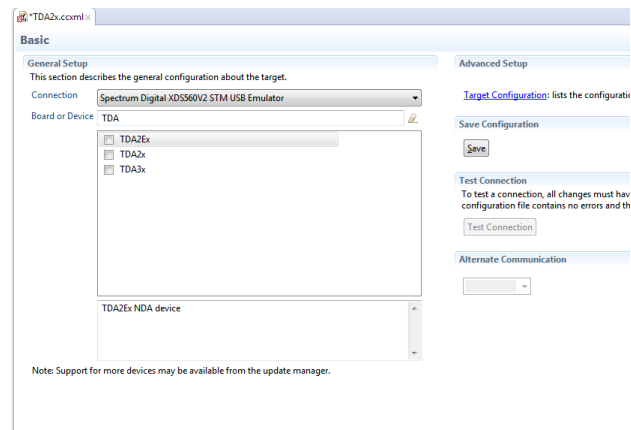 *TDA2x.ccxml
Basic
General Setup
This section describes the general configuration about the target.
Connection
Spectrum Digital XDS560V2 STM USB Emulator
Board or Device
TDA
TDA2Ex
TDA2x
TDA3x
TDA2Ex NDA device
Note: Support for more devices may be available from the update manager.
Advanced Setup
Target Configuration: lists the configuratio
Save Configuration
Save
Test Connection
To test a connection, all changes must hav
configuration file contains no errors and th
Test Connection
Alternate Communication